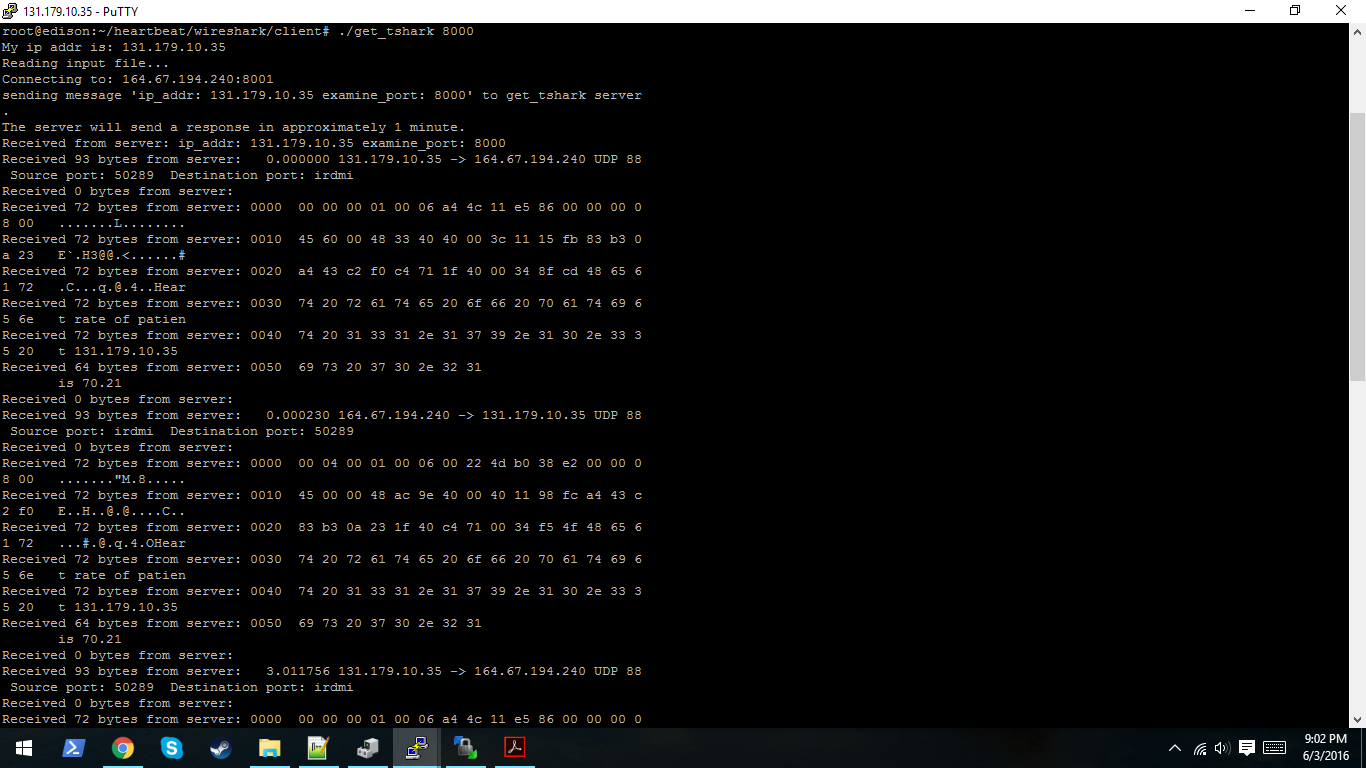 131.179.10.35 - PuTTY
root@edison:~/heartbeat/wireshark/client# ./get_tshark 8000
My ip addr is: 131.179.10.35
Reading input file...
Connecting to: 164.67.194.240:8001
sending message 'ip_addr: 131.179.10.35 examine_port: 8000' to get_tshark server
.
The server will send a response in approximately 1 minute.
Received from server: ip_addr: 131.179.10.35 examine_port: 8000
Received 93 bytes from server:   0.000000 131.179.10.35 -> 164.67.194.240 UDP 88
 Source port: 50289  Destination port: irdmi
Received 0 bytes from server:
Received 72 bytes from server: 0000  00 00 00 01 00 06 a4 4c 11 e5 86 00 00 00 0
8 00   .......L........
Received 72 bytes from server: 0010  45 60 00 48 33 40 40 00 3c 11 15 fb 83 b3 0
a 23   E`.H3@@.<......#
Received 72 bytes from server: 0020  a4 43 c2 f0 c4 71 1f 40 00 34 8f cd 48 65 6
1 72   .C...q.@.4..Hear
Received 72 bytes from server: 0030  74 20 72 61 74 65 20 6f 66 20 70 61 74 69 6
5 6e   t rate of patien
Received 72 bytes from server: 0040  74 20 31 33 31 2e 31 37 39 2e 31 30 2e 33 3
5 20   t 131.179.10.35
Received 64 bytes from server: 0050  69 73 20 37 30 2e 32 31
       is 70.21
Received 0 bytes from server:
Received 93 bytes from server:   0.000230 164.67.194.240 -> 131.179.10.35 UDP 88
 Source port: irdmi  Destination port: 50289
Received 0 bytes from server:
Received 72 bytes from server: 0000  00 04 00 01 00 06 00 22 4d b0 38 e2 00 00 0
8 00   ......."M.8.....
Received 72 bytes from server: 0010  45 00 00 48 ac 9e 40 00 40 11 98 fc a4 43 c
2 f0   E..H..@.@....C..
Received 72 bytes from server: 0020  83 b3 0a 23 1f 40 c4 71 00 34 f5 4f 48 65 6
1 72   ...#.@.q.4.OHear
Received 72 bytes from server: 0030  74 20 72 61 74 65 20 6f 66 20 70 61 74 69 6
5 6e   t rate of patien
Received 72 bytes from server: 0040  74 20 31 33 31 2e 31 37 39 2e 31 30 2e 33 3
5 20   t 131.179.10.35
Received 64 bytes from server: 0050  69 73 20 37 30 2e 32 31
       is 70.21
Received 0 bytes from server:
Received 93 bytes from server:   3.011756 131.179.10.35 -> 164.67.194.240 UDP 88
 Source port: 50289  Destination port: irdmi
Received 0 bytes from server:
Received 72 bytes from server: 0000  00 00 00 01 00 06 a4 4c 11 e5 86 00 00 00 0
9:02 PM
6/3/2016